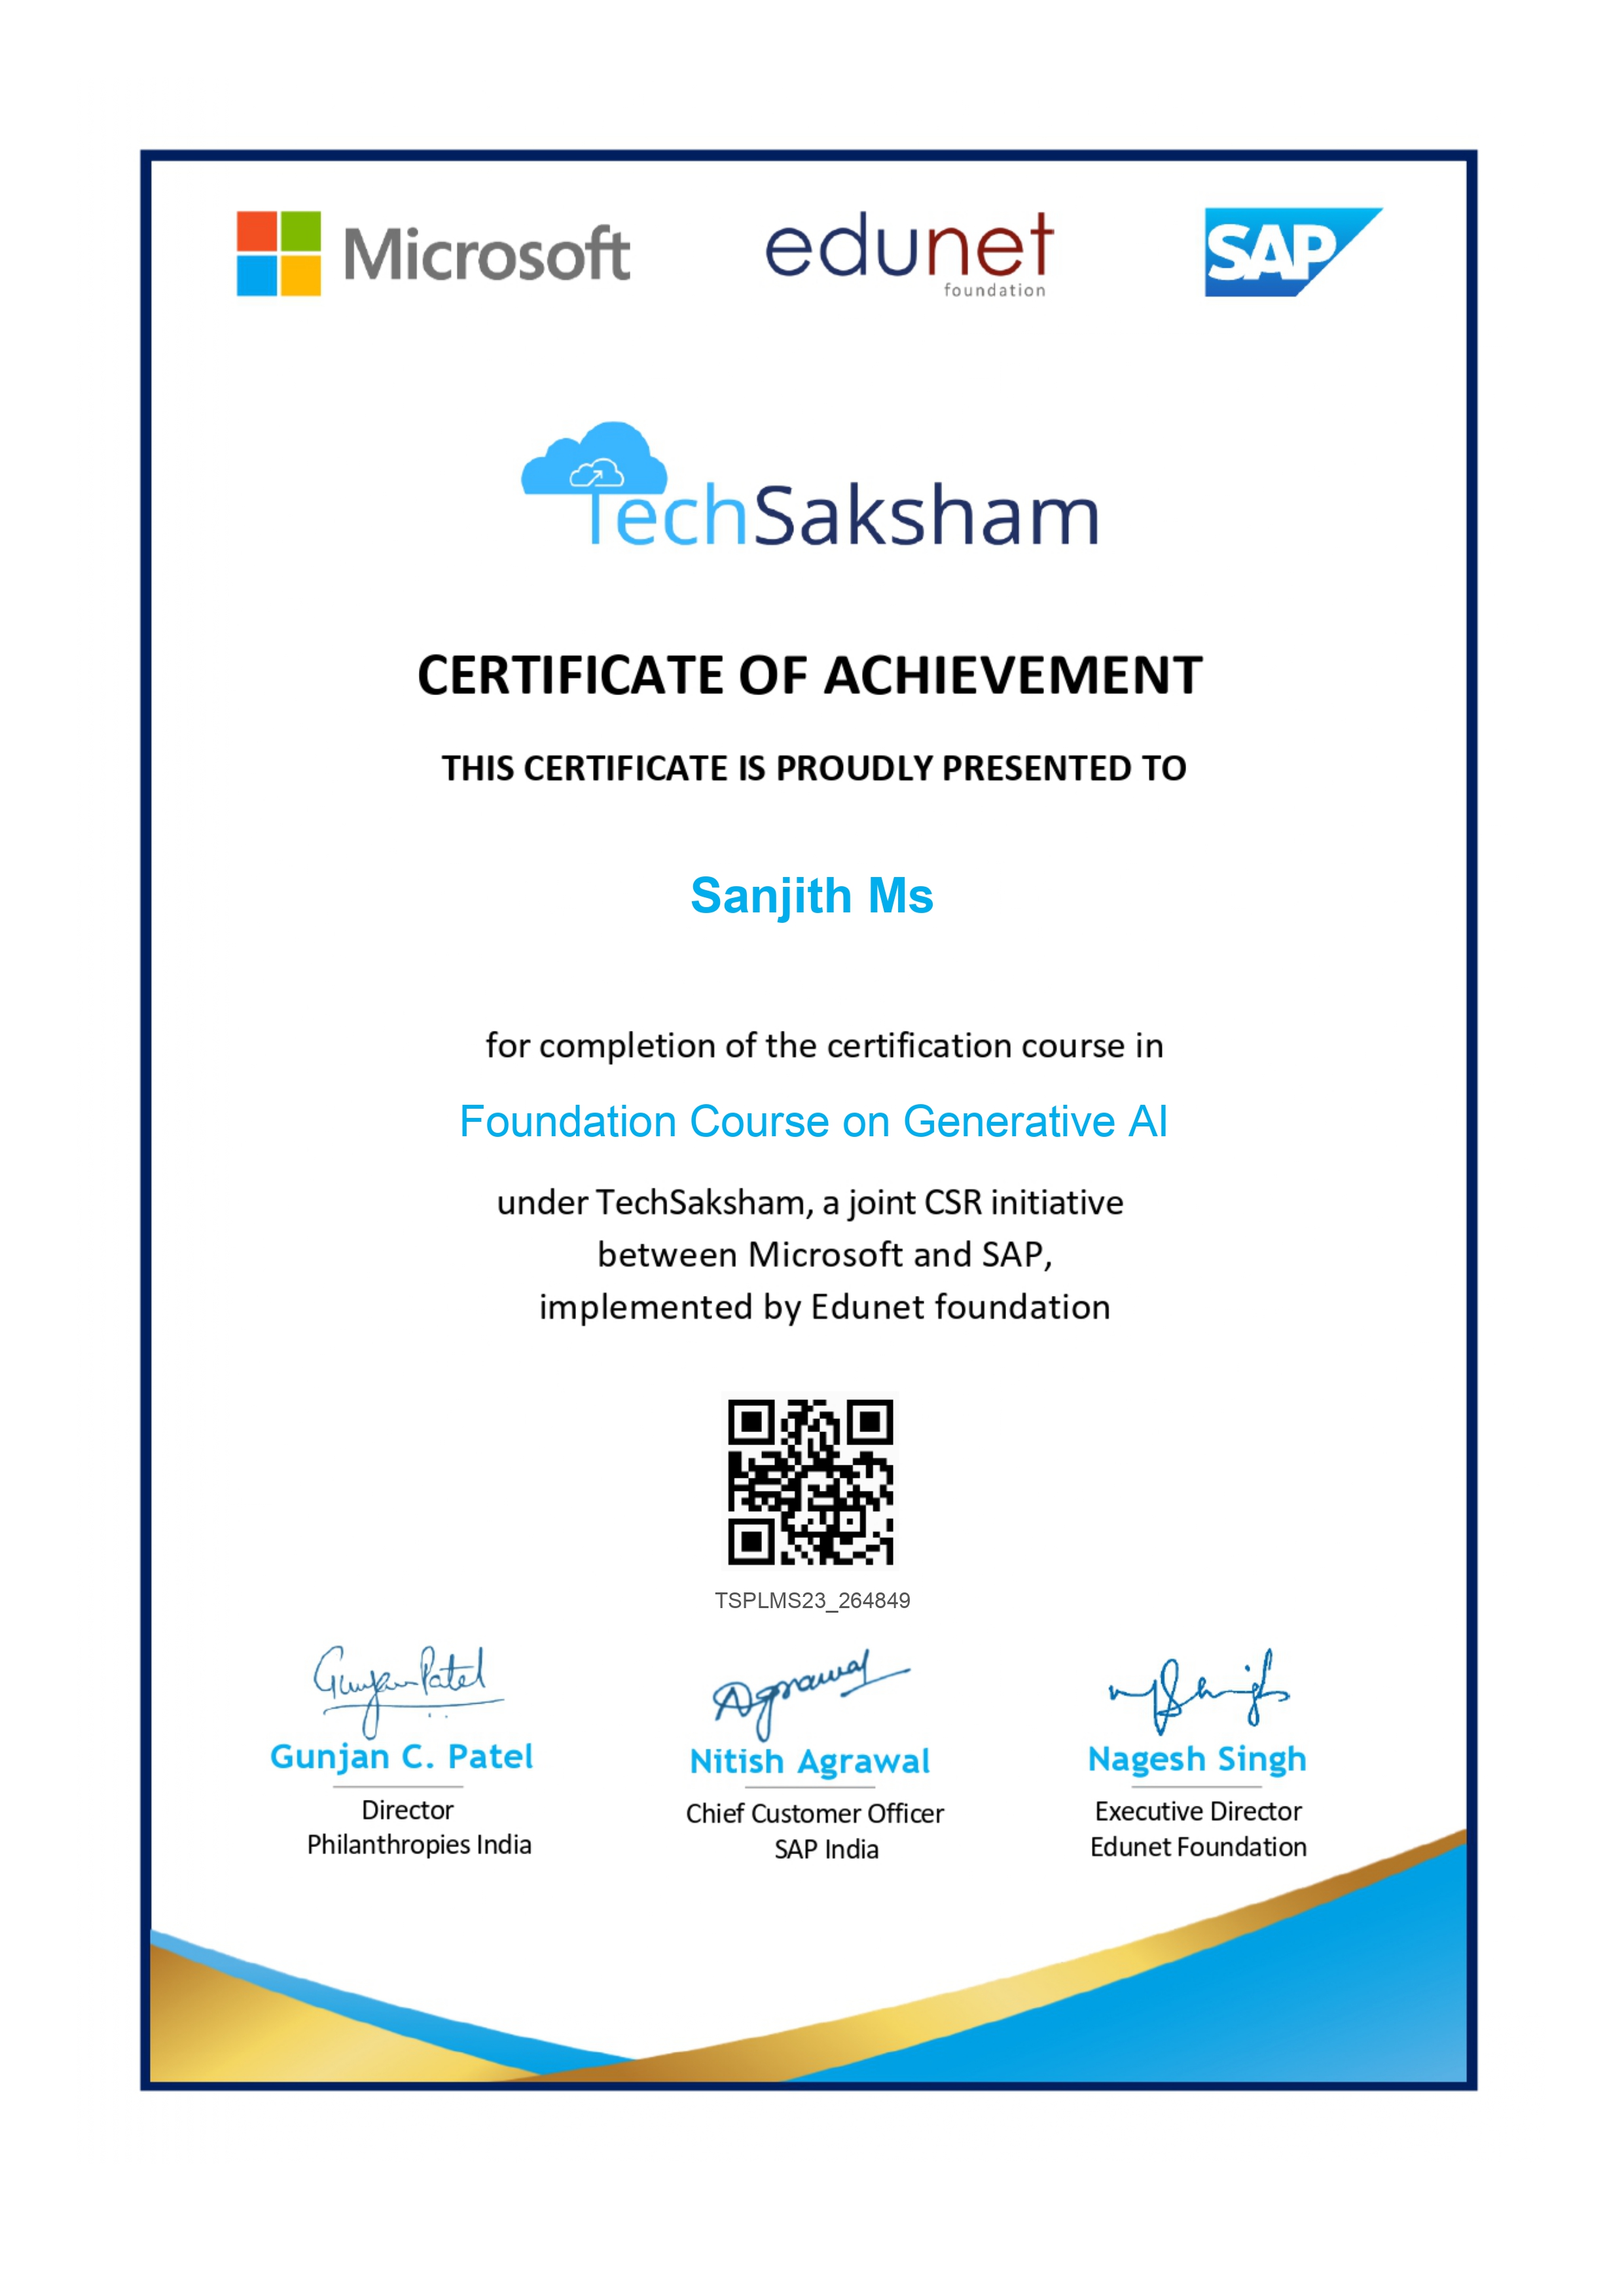 Microsoft
edunet
foundation
SAP
TechSaksham
CERTIFICATE OF ACHIEVEMENT
THIS CERTIFICATE IS PROUDLY PRESENTED TO
Sanjith Ms
for completion of the certification course in
Foundation Course on Generative AI
under TechSaksham, a joint CSR initiative
between Microsoft and SAP,
implemented by Edunet foundation
TSPLMS23_264849
Gunjan Patel
Agrawal
Gunjan C. Patel
Nitish Agrawal
Nagesh Singh
Director
Philanthropies India
Chief Customer Officer
SAP India
Executive Director
Edunet Foundation